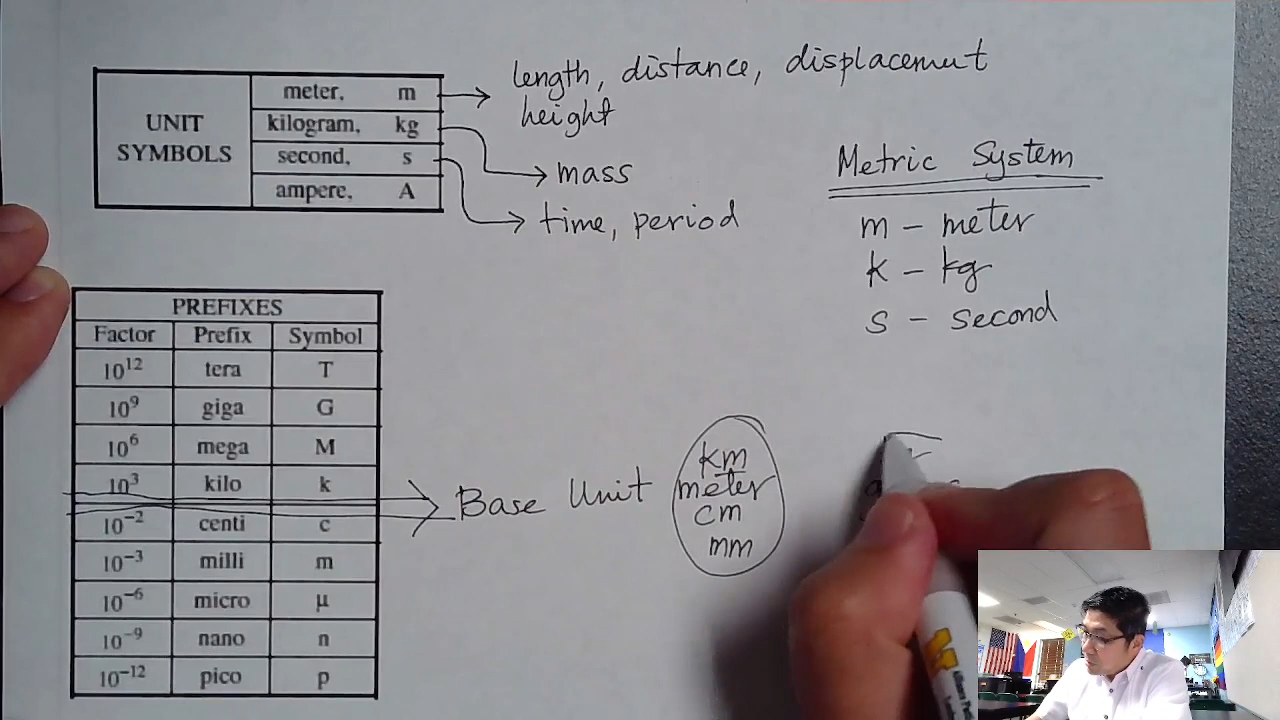 UNIT SYMBOLS
meter, m
kilogram, kg
second, s
ampere, A
length, distance, displacement
height
mass
time, period
Metric System
m – meter
k – kg
s – second
PREFIXES
Factor Prefix Symbol
10¹² tera T
10⁹ giga G
10⁶ mega M
10³ kilo k
10⁻² centi c
10⁻³ milli m
10⁻⁶ micro μ
10⁻⁹ nano n
10⁻¹² pico p
Base Unit
km
meter
cm
mm